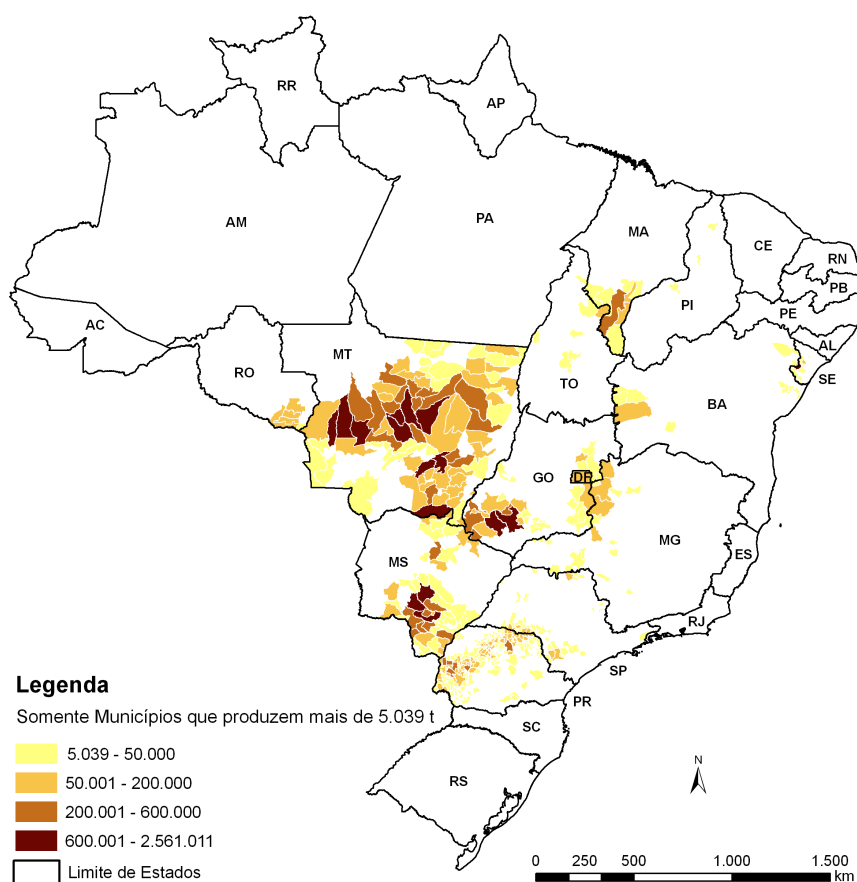 RR
AP
AM
PA
MA
CE
RN
PB
PI
PE
AC
AL
MT
RO
TO
SE
BA
GO
DF
MG
MS
ES
RJ
SP
PR
SC
RS
Legenda
Somente Municípios que produzem mais de 5.039 t
5.039 - 50.000
50.001 - 200.000
200.001 - 600.000
600.001 - 2.561.011
Limite de Estados
N
0 250 500 1.000 1.500
km